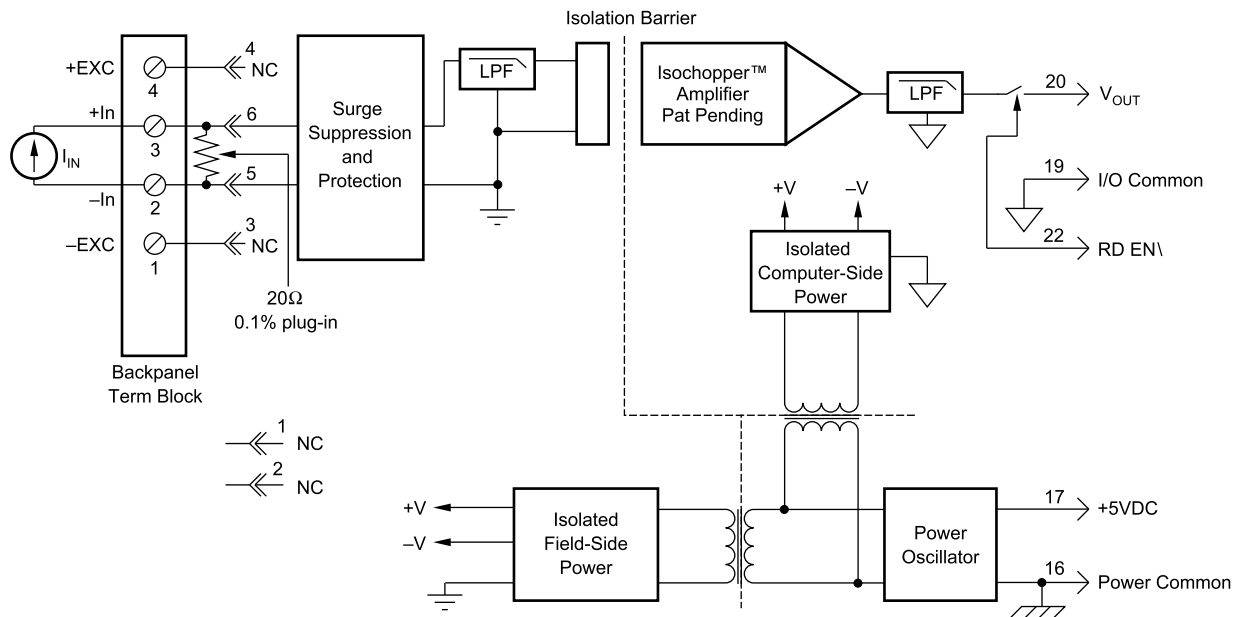 Isolation Barrier
+EXC
4
4
NC
+In
3
6
I_IN
–In
2
5
–EXC
1
3
NC
Surge
Suppression
and
Protection
LPF
20Ω
0.1% plug-in
Backpanel
Term Block
1
NC
2
NC
Isochopper™
Amplifier
Pat Pending
LPF
20
V_OUT
19
I/O Common
22
RD EN\
+V
–V
Isolated
Computer-Side
Power
+V
–V
Isolated
Field-Side
Power
Power
Oscillator
17
+5VDC
16
Power Common